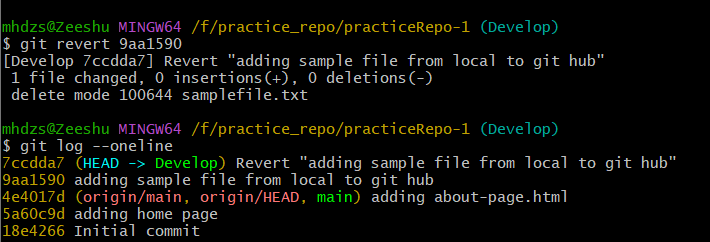 mhdzs@Zeeshu MINGW64 /f/practice_repo/practiceRepo-1 (Develop)
$ git revert 9aa1590
[Develop 7ccdda7] Revert "adding sample file from local to git hub"
 1 file changed, 0 insertions(+), 0 deletions(-)
 delete mode 100644 samplefile.txt
mhdzs@Zeeshu MINGW64 /f/practice_repo/practiceRepo-1 (Develop)
$ git log --oneline
7ccdda7 (HEAD -> Develop) Revert "adding sample file from local to git hub"
9aa1590 adding sample file from local to git hub
4e4017d (origin/main, origin/HEAD, main) adding about-page.html
5a60c9d adding home page
18e4266 Initial commit